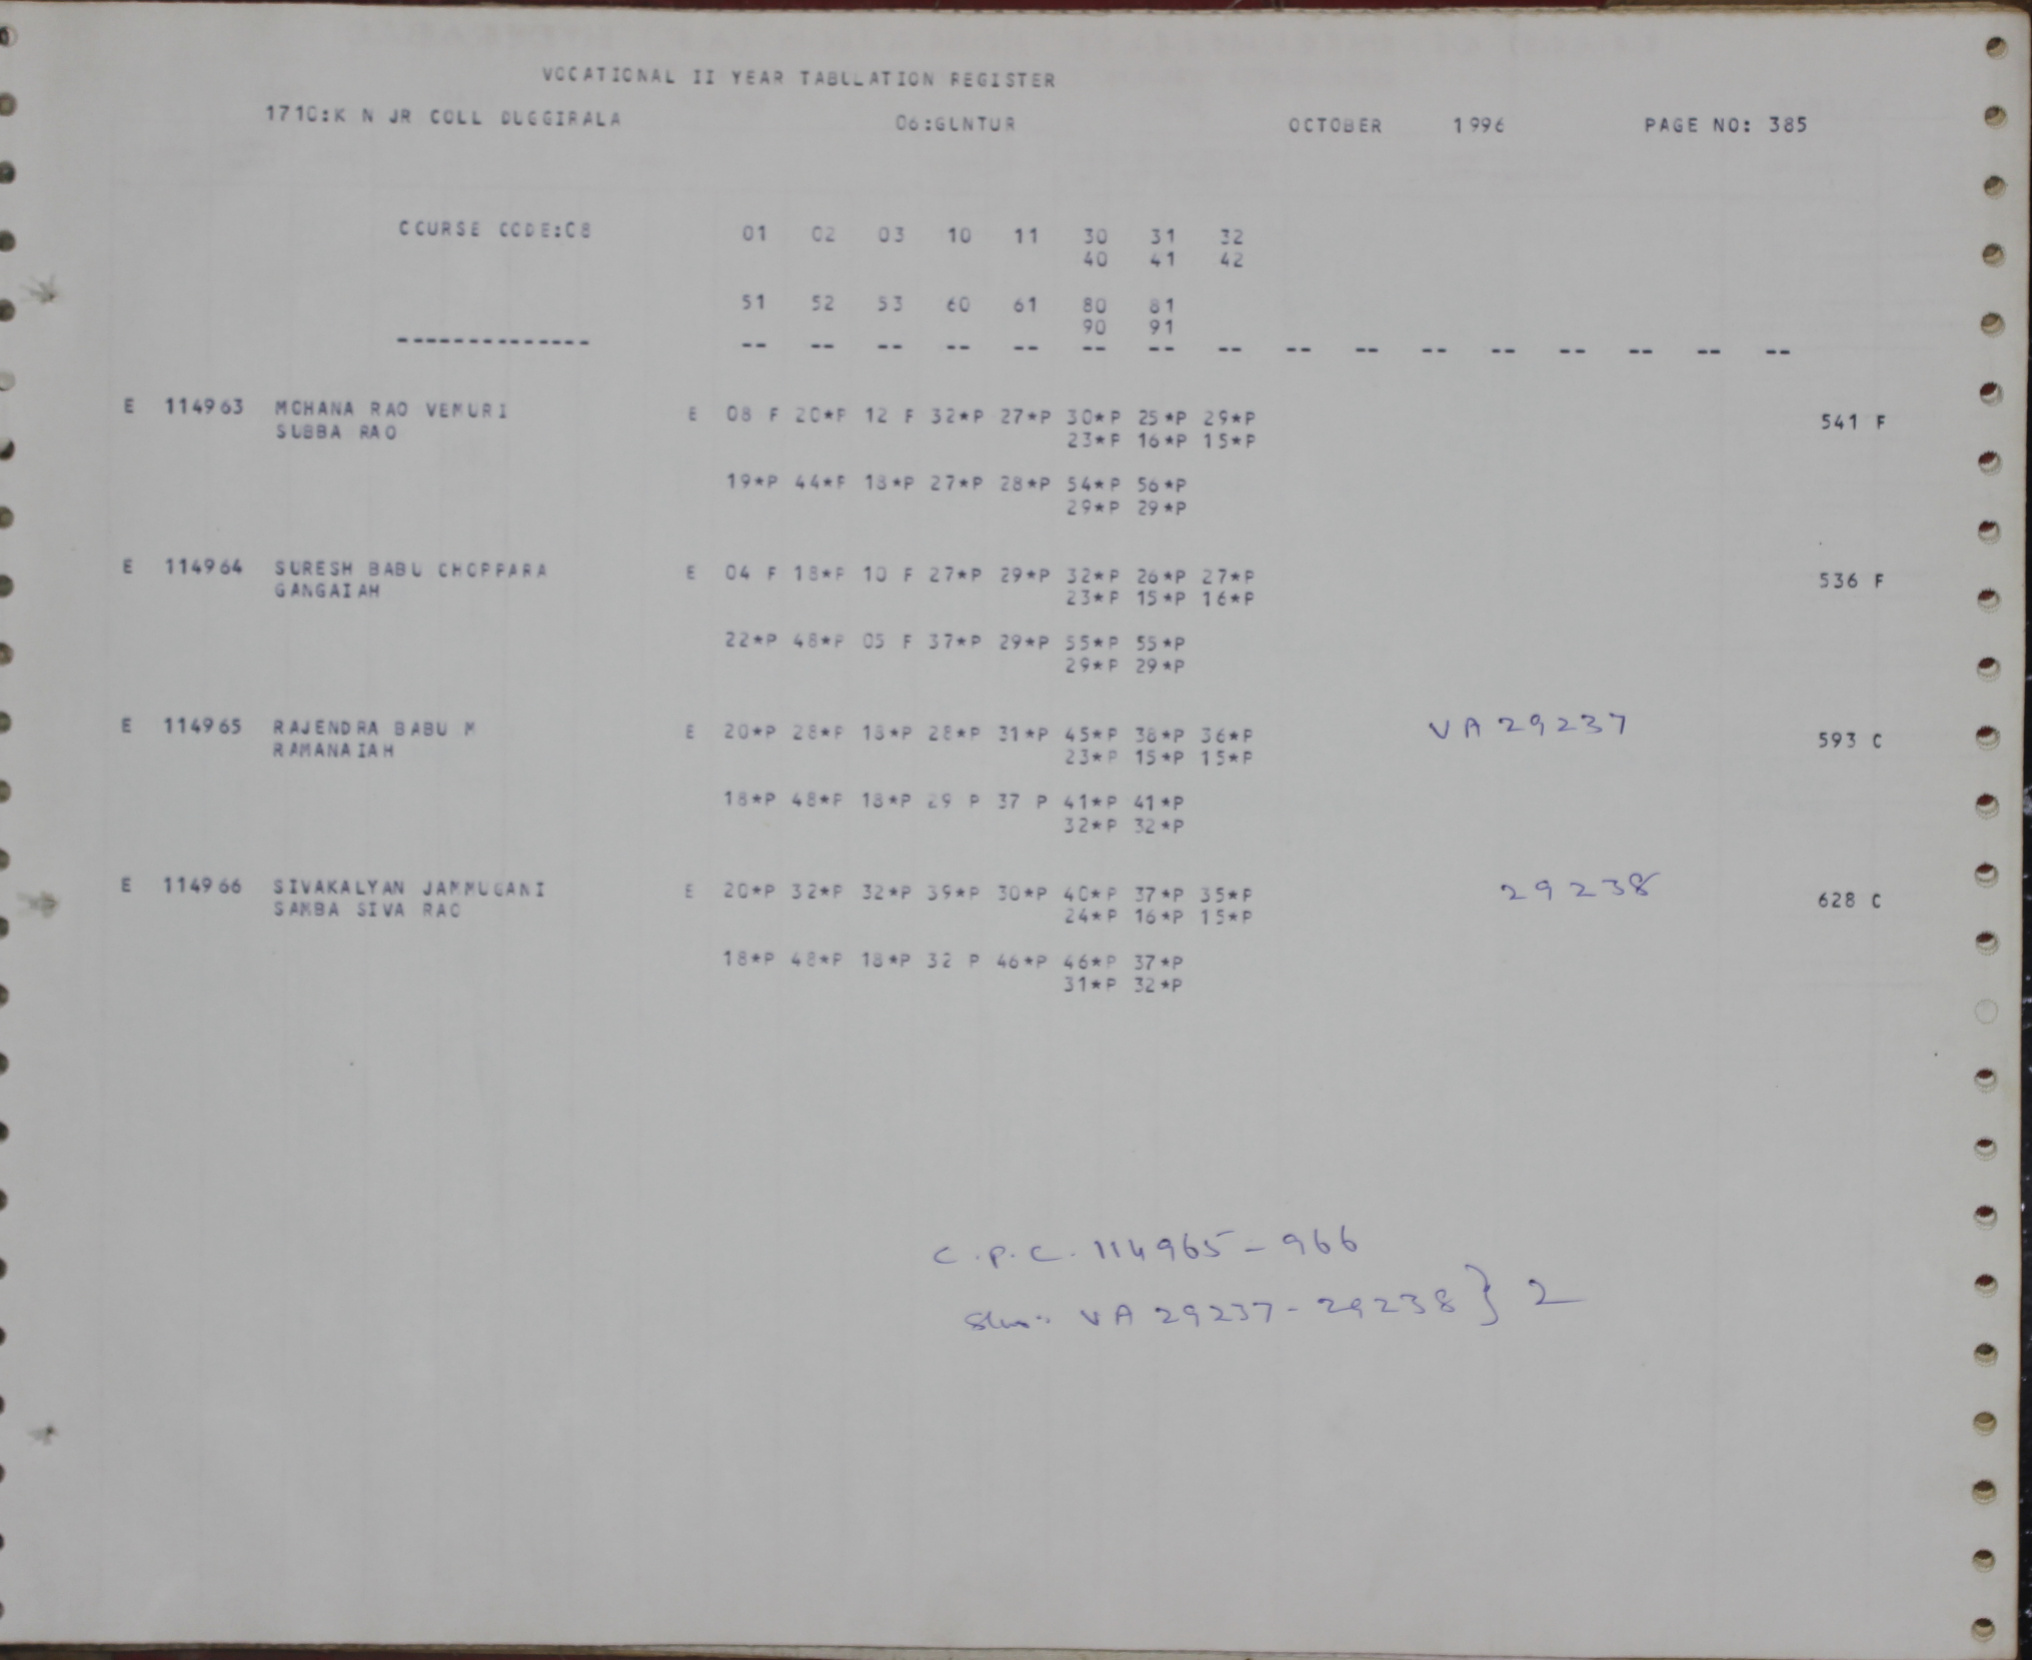 VOCATIONAL II YEAR TABULATION REGISTER
1710:K N JR COLL DUGGIRALA 06:GUNTUR OCTOBER 1996 PAGE NO: 385
COURSE CODE:C8 01 02 03 10 11 30 31 32
40 41 42
51 52 53 60 61 80 81
90 91
-------------- -- -- -- -- -- -- -- -- -- -- -- -- -- -- -- --
E 114963 MOHANA RAO VEMURI E 08 F 20*P 12 F 32*P 27*P 30*P 25*P 29*P 541 F
SUBBA RAO 23*P 16*P 15*P
19*P 44*P 18*P 27*P 28*P 54*P 56*P
29*P 29*P
E 114964 SURESH BABU CHOPPARA E 04 F 18*P 10 F 27*P 29*P 32*P 26*P 27*P 536 F
GANGAIAH 23*P 15*P 16*P
22*P 48*P 05 F 37*P 29*P 55*P 55*P
29*P 29*P
E 114965 RAJENDRA BABU M E 20*P 28*P 18*P 28*P 31*P 45*P 38*P 36*P VA 29237 593 C
RAMANAIAH 23*P 15*P 15*P
18*P 48*P 18*P 29 P 37 P 41*P 41*P
32*P 32*P
E 114966 SIVAKALYAN JAMMUGANI E 20*P 32*P 32*P 39*P 30*P 40*P 37*P 35*P 29238 628 C
SAMBA SIVA RAO 24*P 16*P 15*P
18*P 48*P 18*P 32 P 46*P 46*P 37*P
31*P 32*P
C.P.C. 114965-966
VA 29237-29238} 2